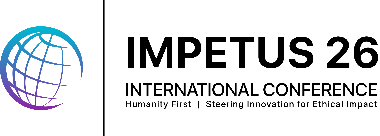 IMPETUS 26
INTERNATIONAL CONFERENCE
Humanity First | Steering Innovation for Ethical Impact